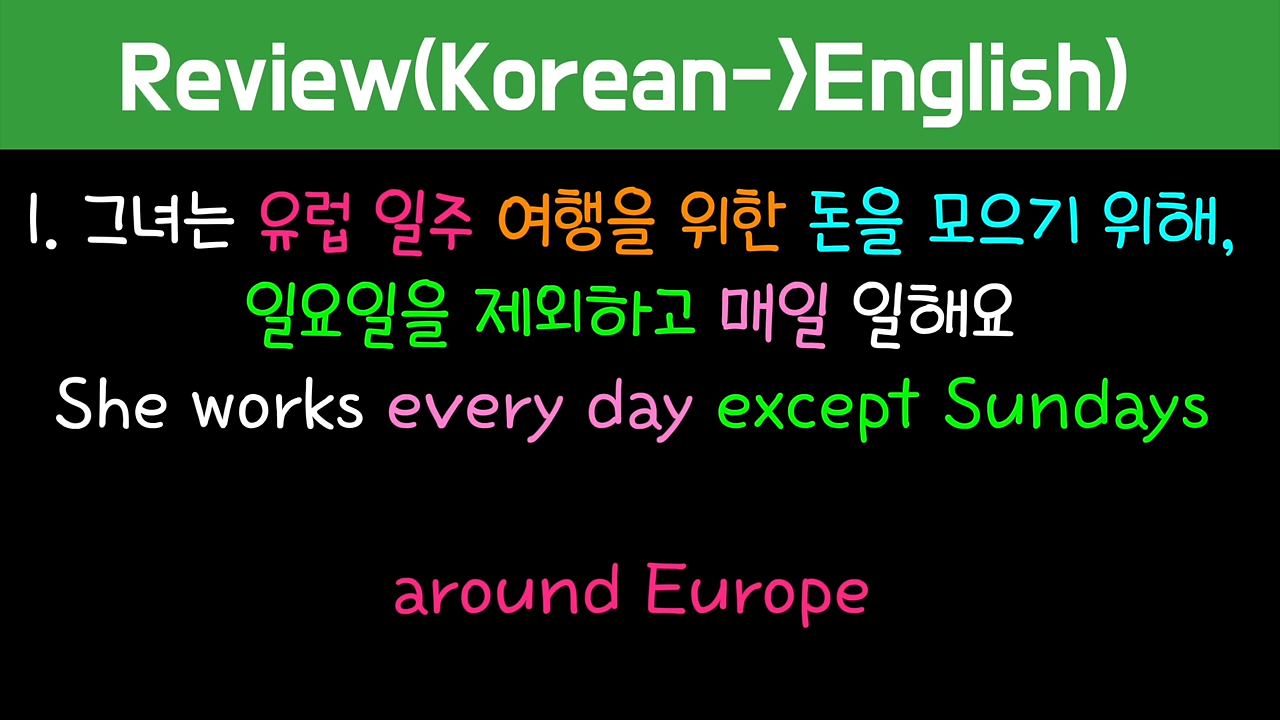 Review(Korean->English)
1. 그녀는 유럽 일주 여행을 위한 돈을 모으기 위해,
일요일을 제외하고 매일 일해요
She works every day except Sundays
around Europe